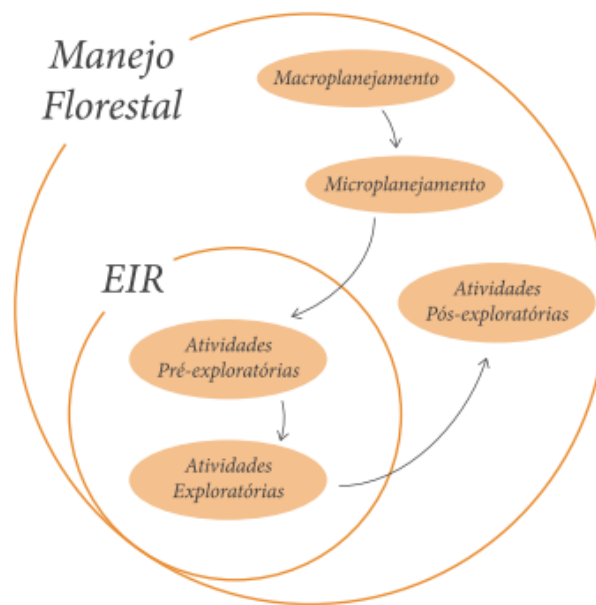 Manejo
Florestal
Macroplanejamento
Microplanejamento
EIR
Atividades
Pós-exploratórias
Atividades
Pré-exploratórias
Atividades
Exploratórias